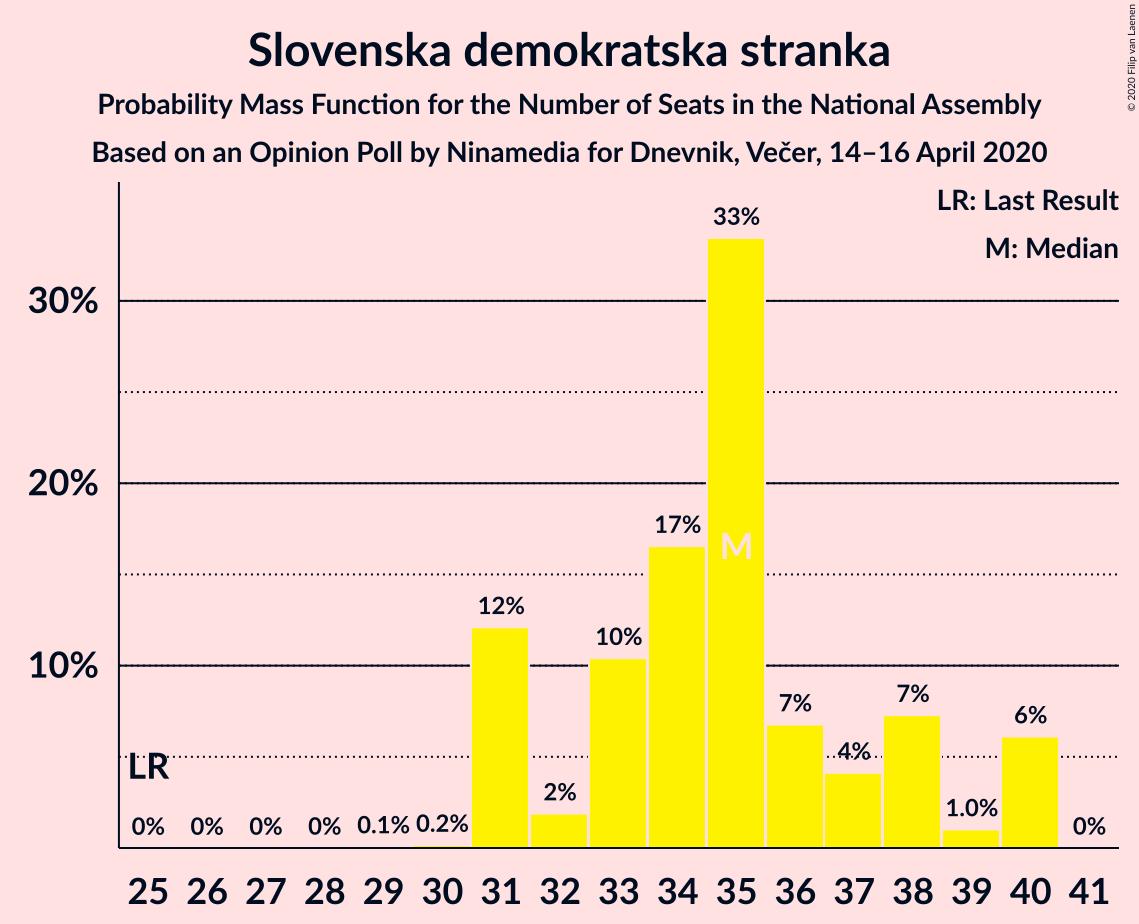 Slovenska demokratska stranka
Probability Mass Function for the Number of Seats in the National Assembly
Based on an Opinion Poll by Ninamedia for Dnevnik, Večer, 14–16 April 2020
© 2020 Filip van Laenen
LR: Last Result
M: Median
30%
20%
10%
33%
17%
M
12%
10%
7%
7%
6%
4%
LR
2%
1.0%
0%
0%
0%
0%
0.1%
0.2%
0%
25 26 27 28 29 30 31 32 33 34 35 36 37 38 39 40 41